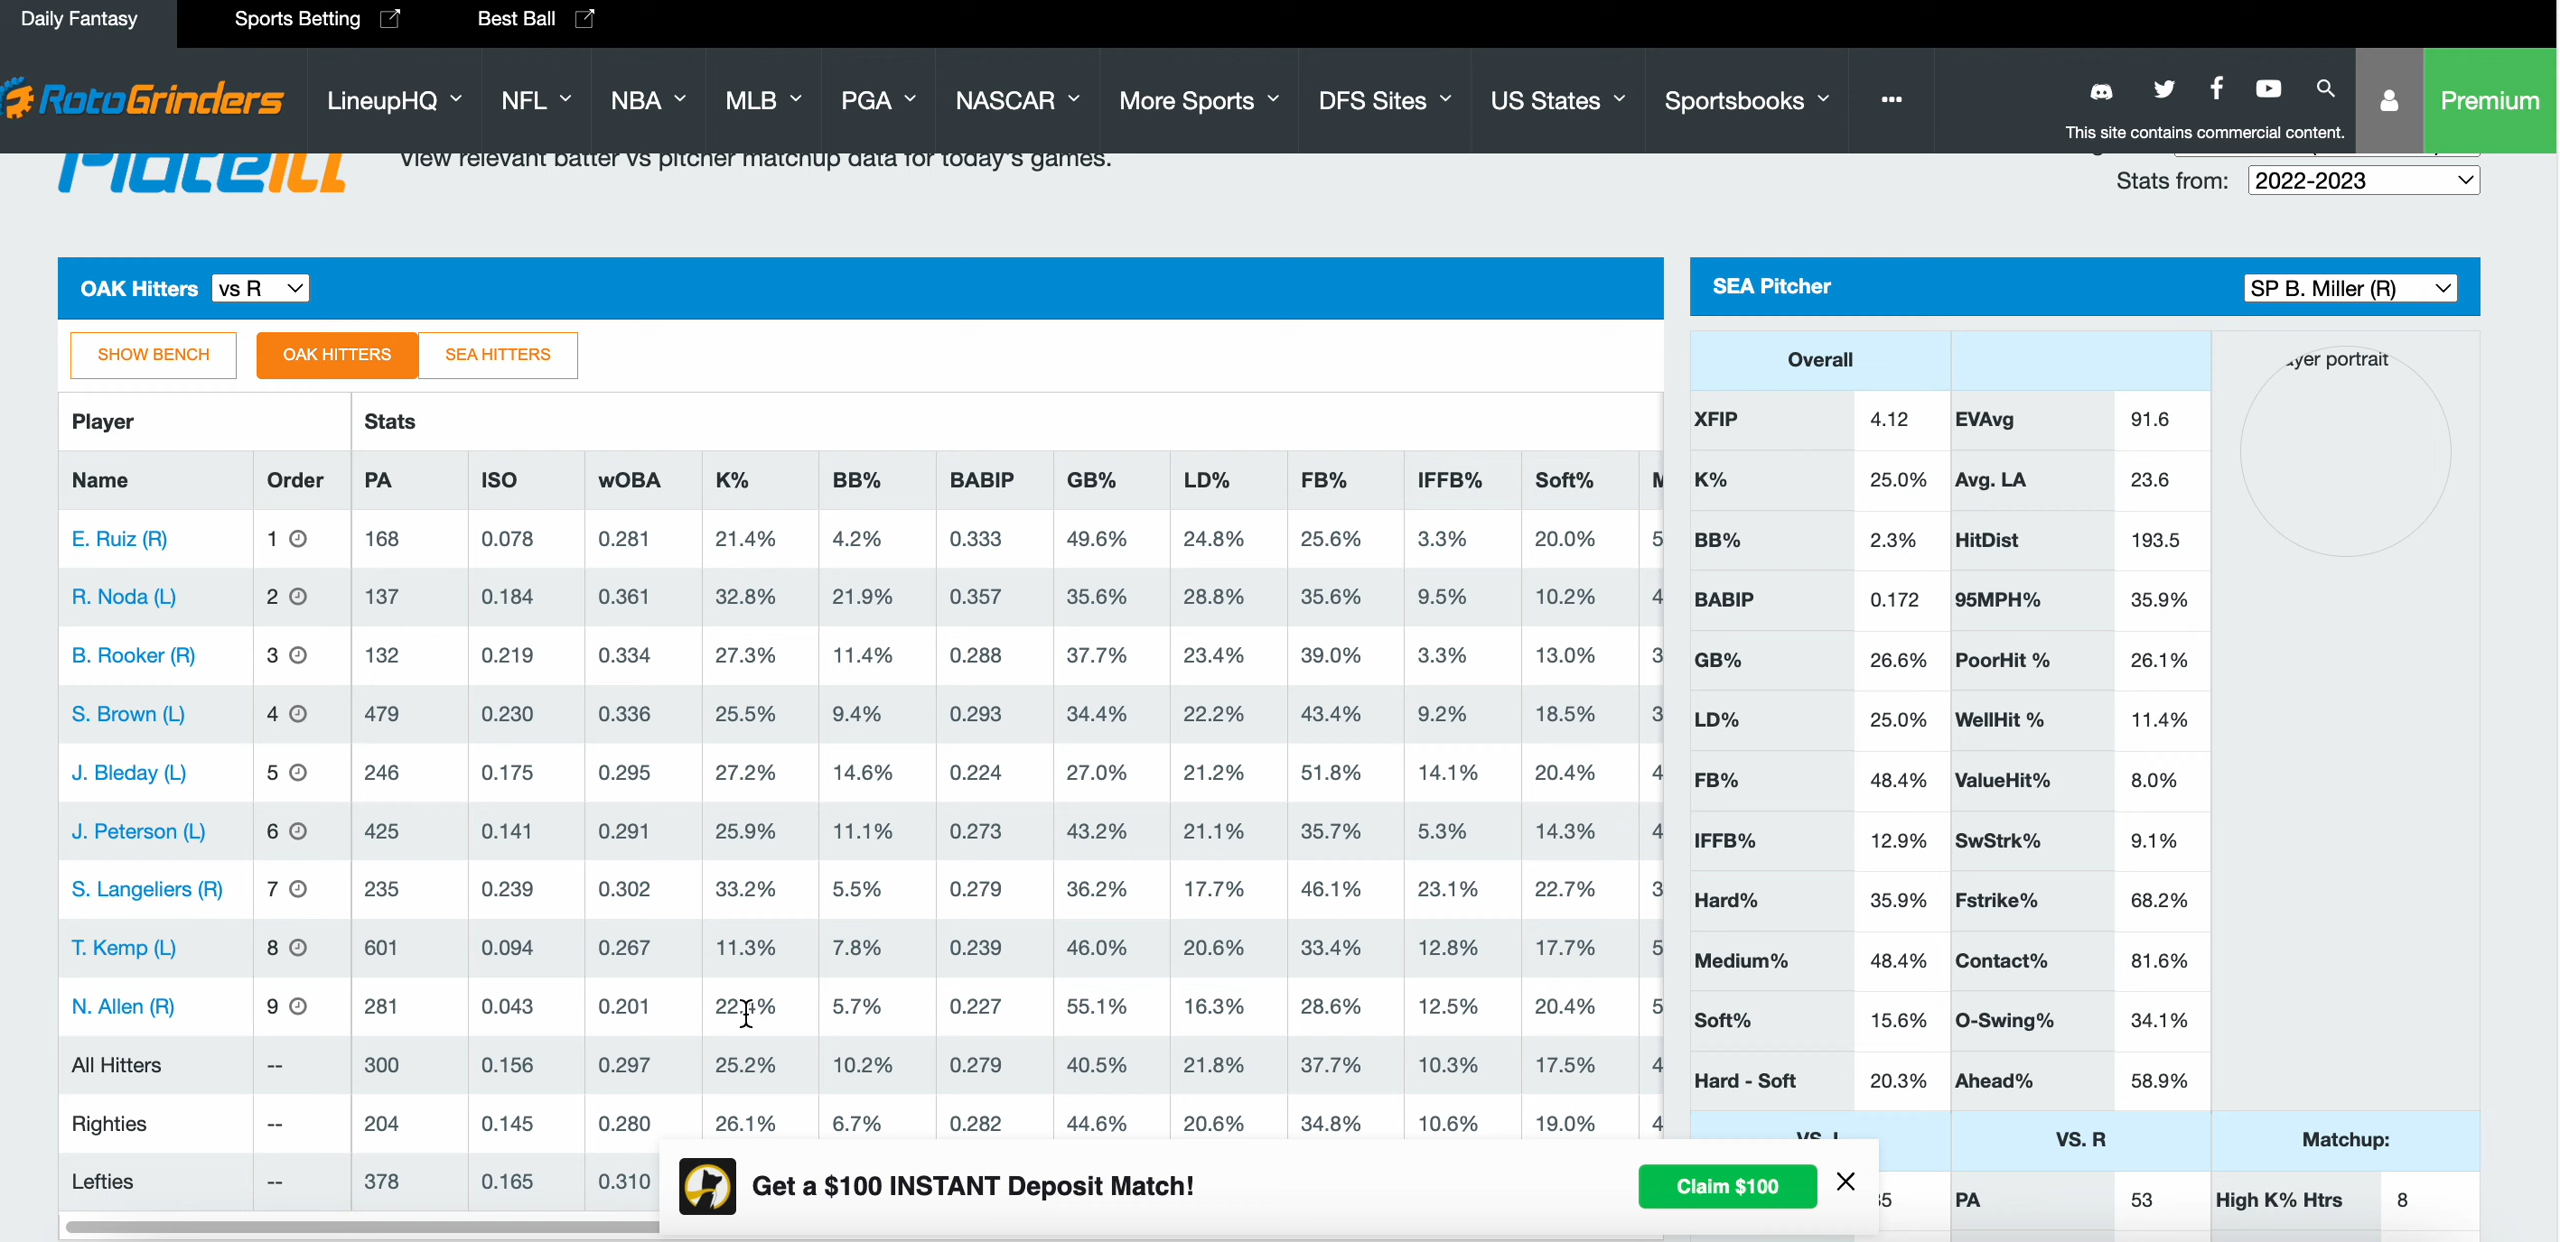 Daily Fantasy Sports Betting Best Ball
RotoGrinders LineupHQ NFL NBA MLB PGA NASCAR More Sports DFS Sites US States Sportsbooks ••• Premium
This site contains commercial content.
PlateIQ View relevant batter vs pitcher matchup data for today's games.
Stats from: 2022-2023
OAK Hitters vs R
SHOW BENCH OAK HITTERS SEA HITTERS
Player Stats
Name Order PA ISO wOBA K% BB% BABIP GB% LD% FB% IFFB% Soft% M
E. Ruiz (R) 1 168 0.078 0.281 21.4% 4.2% 0.333 49.6% 24.8% 25.6% 3.3% 20.0% 5
R. Noda (L) 2 137 0.184 0.361 32.8% 21.9% 0.357 35.6% 28.8% 35.6% 9.5% 10.2% 4
B. Rooker (R) 3 132 0.219 0.334 27.3% 11.4% 0.288 37.7% 23.4% 39.0% 3.3% 13.0% 3
S. Brown (L) 4 479 0.230 0.336 25.5% 9.4% 0.293 34.4% 22.2% 43.4% 9.2% 18.5% 3
J. Bleday (L) 5 246 0.175 0.295 27.2% 14.6% 0.224 27.0% 21.2% 51.8% 14.1% 20.4% 4
J. Peterson (L) 6 425 0.141 0.291 25.9% 11.1% 0.273 43.2% 21.1% 35.7% 5.3% 14.3% 4
S. Langeliers (R) 7 235 0.239 0.302 33.2% 5.5% 0.279 36.2% 17.7% 46.1% 23.1% 22.7% 3
T. Kemp (L) 8 601 0.094 0.267 11.3% 7.8% 0.239 46.0% 20.6% 33.4% 12.8% 17.7% 5
N. Allen (R) 9 281 0.043 0.201 22.4% 5.7% 0.227 55.1% 16.3% 28.6% 12.5% 20.4% 5
All Hitters -- 300 0.156 0.297 25.2% 10.2% 0.279 40.5% 21.8% 37.7% 10.3% 17.5% 4
Righties -- 204 0.145 0.280 26.1% 6.7% 0.282 44.6% 20.6% 34.8% 10.6% 19.0% 4
Lefties -- 378 0.165 0.310
SEA Pitcher SP B. Miller (R)
Overall
yer portrait
XFIP 4.12 EVAvg 91.6
K% 25.0% Avg. LA 23.6
BB% 2.3% HitDist 193.5
BABIP 0.172 95MPH% 35.9%
GB% 26.6% PoorHit % 26.1%
LD% 25.0% WellHit % 11.4%
FB% 48.4% ValueHit% 8.0%
IFFB% 12.9% SwStrk% 9.1%
Hard% 35.9% Fstrike% 68.2%
Medium% 48.4% Contact% 81.6%
Soft% 15.6% O-Swing% 34.1%
Hard - Soft 20.3% Ahead% 58.9%
VS. L VS. R Matchup:
35 PA 53 High K% Htrs 8
Get a $100 INSTANT Deposit Match! Claim $100